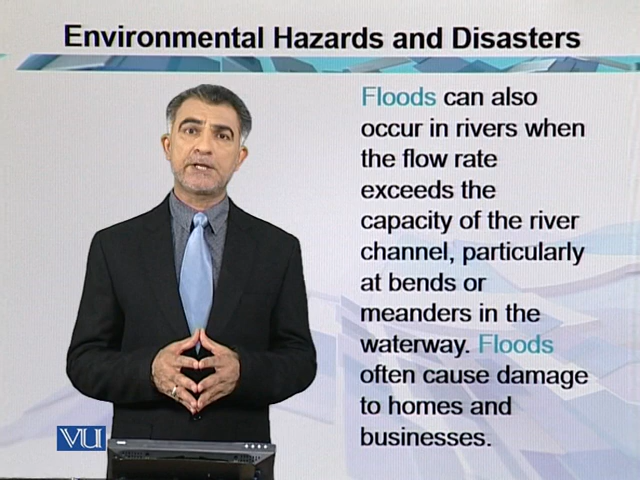 Environmental Hazards and Disasters
Floods can also
occur in rivers when
the flow rate
exceeds the
capacity of the river
channel, particularly
at bends or
meanders in the
waterway. Floods
often cause damage
to homes and
businesses.
VU